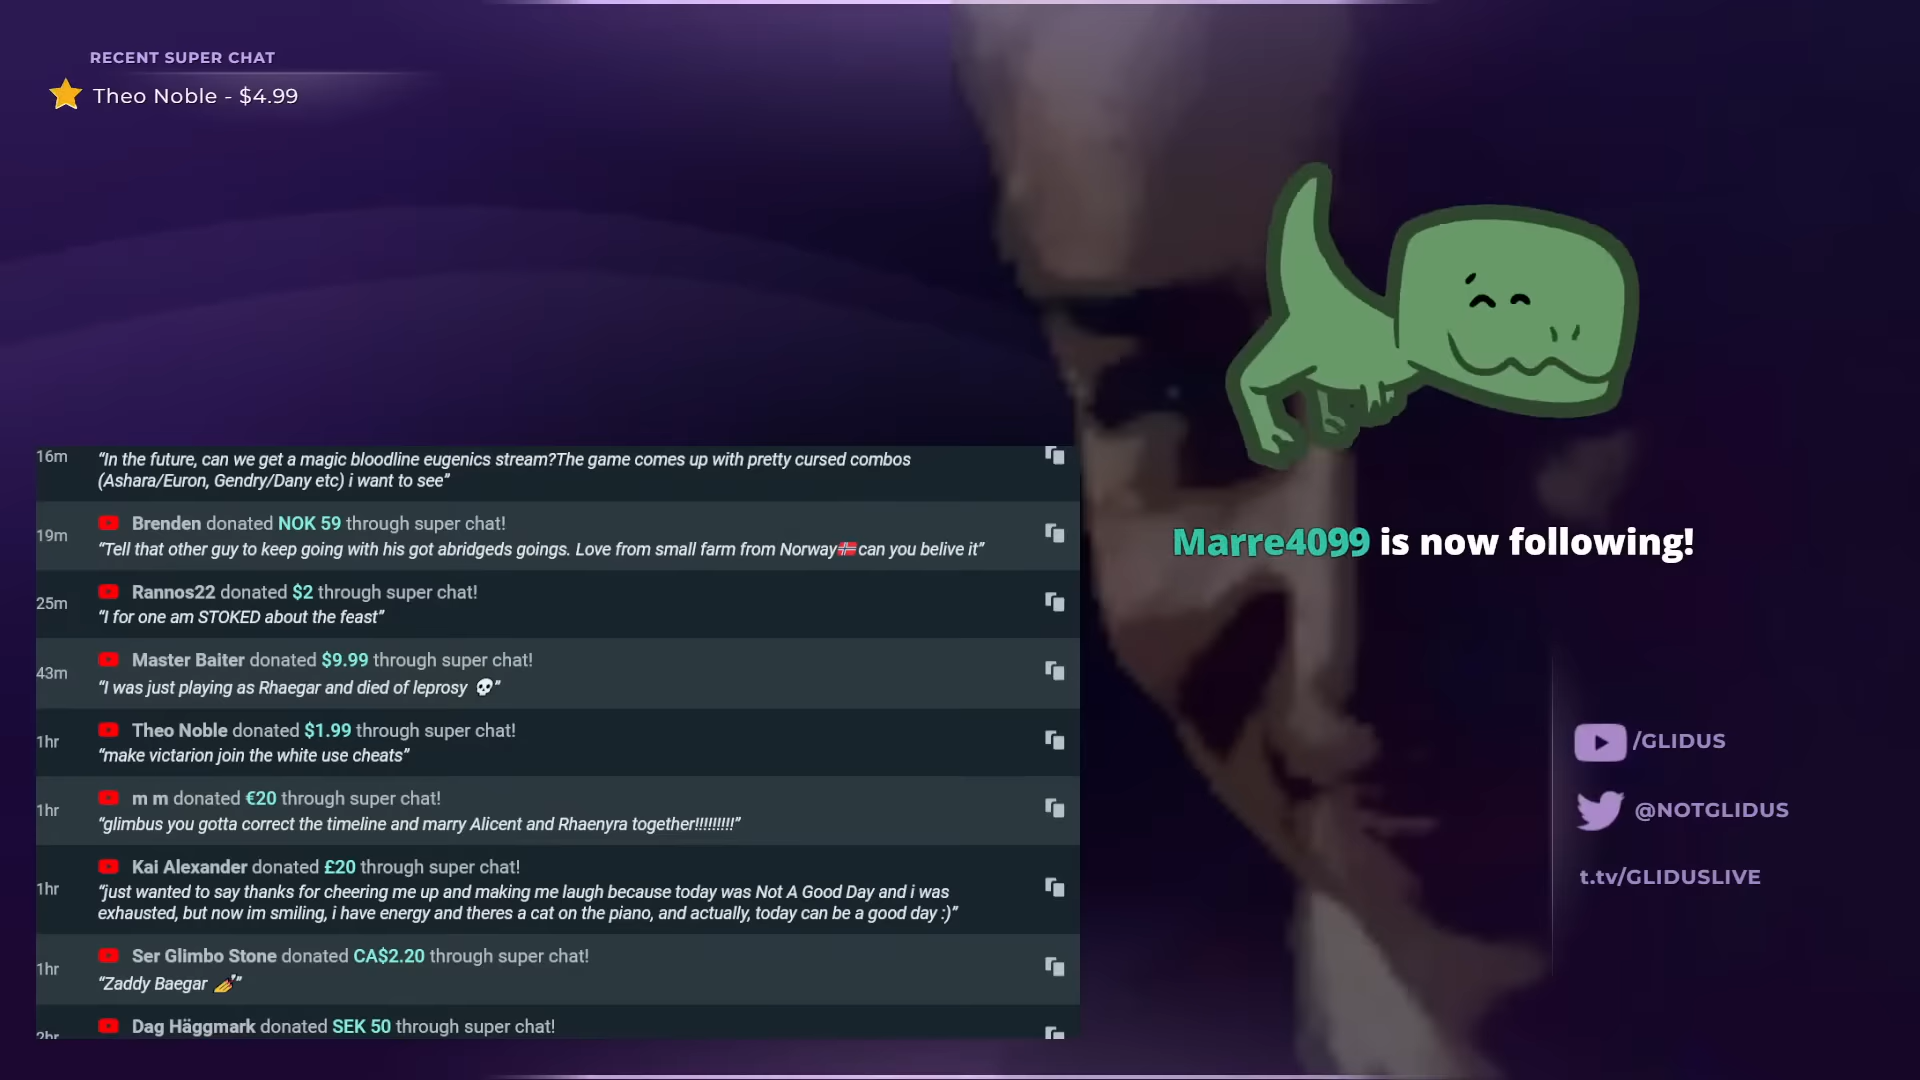 RECENT SUPER CHAT
Theo Noble - $4.99
16m
“In the future, can we get a magic bloodline eugenics stream?The game comes up with pretty cursed combos
(Ashara/Euron, Gendry/Dany etc) i want to see”
Brenden donated NOK 59 through super chat!
19m
“Tell that other guy to keep going with his got abridgeds goings. Love from small farm from Norway🇳🇴can you belive it”
Rannos22 donated $2 through super chat!
25m
“I for one am STOKED about the feast”
Master Baiter donated $9.99 through super chat!
43m
“I was just playing as Rhaegar and died of leprosy 💀”
Theo Noble donated $1.99 through super chat!
1hr
“make victarion join the white use cheats”
m m donated €20 through super chat!
1hr
“glimbus you gotta correct the timeline and marry Alicent and Rhaenyra together!!!!!!!!!”
Kai Alexander donated £20 through super chat!
1hr
“just wanted to say thanks for cheering me up and making me laugh because today was Not A Good Day and i was
exhausted, but now im smiling, i have energy and theres a cat on the piano, and actually, today can be a good day :)”
Ser Glimbo Stone donated CA$2.20 through super chat!
1hr
“Zaddy Baegar 💅”
Dag Häggmark donated SEK 50 through super chat!
2hr
Marre4099 is now following!
/GLIDUS
@NOTGLIDUS
t.tv/GLIDUSLIVE